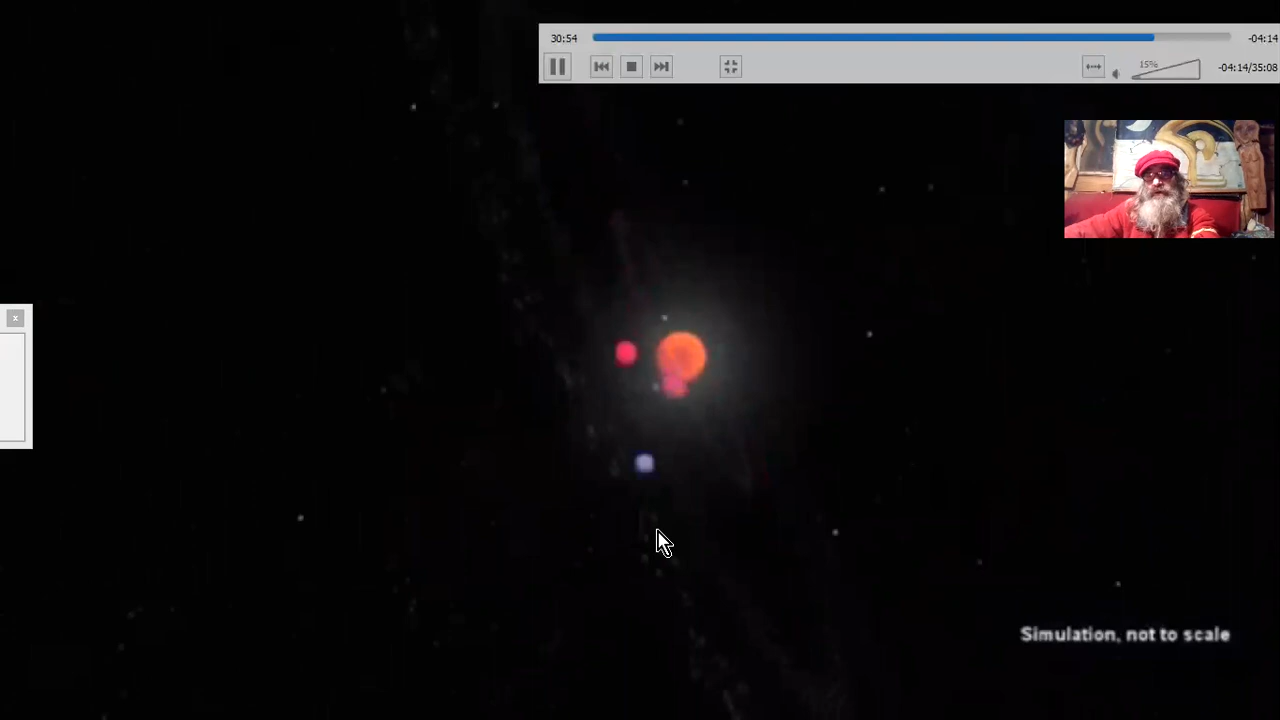 30:54
-04:14
15%
-04:14/35:08
x
Simulation, not to scale